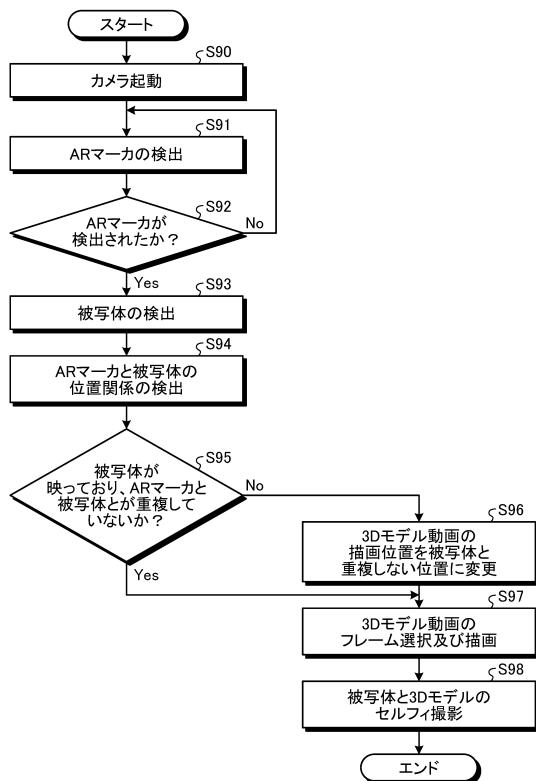 スタート
S90
カメラ起動
S91
ARマーカの検出
S92
ARマーカが
検出されたか？
No
Yes
S93
被写体の検出
S94
ARマーカと被写体の
位置関係の検出
S95
被写体が
映っており、ARマーカと
被写体とが重複して
いないか？
No
Yes
S96
3Dモデル動画の
描画位置を被写体と
重複しない位置に変更
S97
3Dモデル動画の
フレーム選択及び描画
S98
被写体と3Dモデルの
セルフィ撮影
エンド